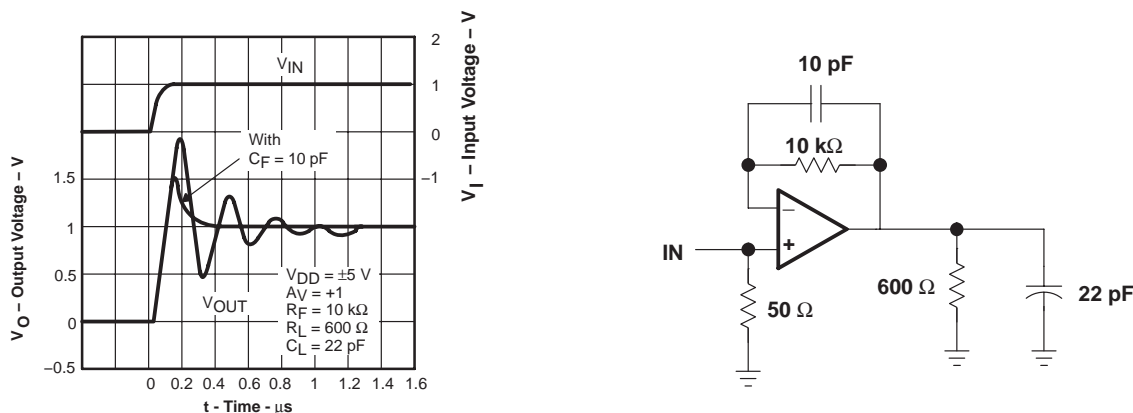 2
1
0
−1
V_I – Input Voltage – V
V_IN
With
C_F = 10 pF
V_O – Output Voltage – V
1.5
1
0.5
0
−0.5
V_OUT
V_DD = ±5 V
A_V = +1
R_F = 10 kΩ
R_L = 600 Ω
C_L = 22 pF
0 0.2 0.4 0.6 0.8 1 1.2 1.4 1.6
t - Time - μs
10 pF
10 kΩ
−
+
IN
50 Ω
600 Ω
22 pF